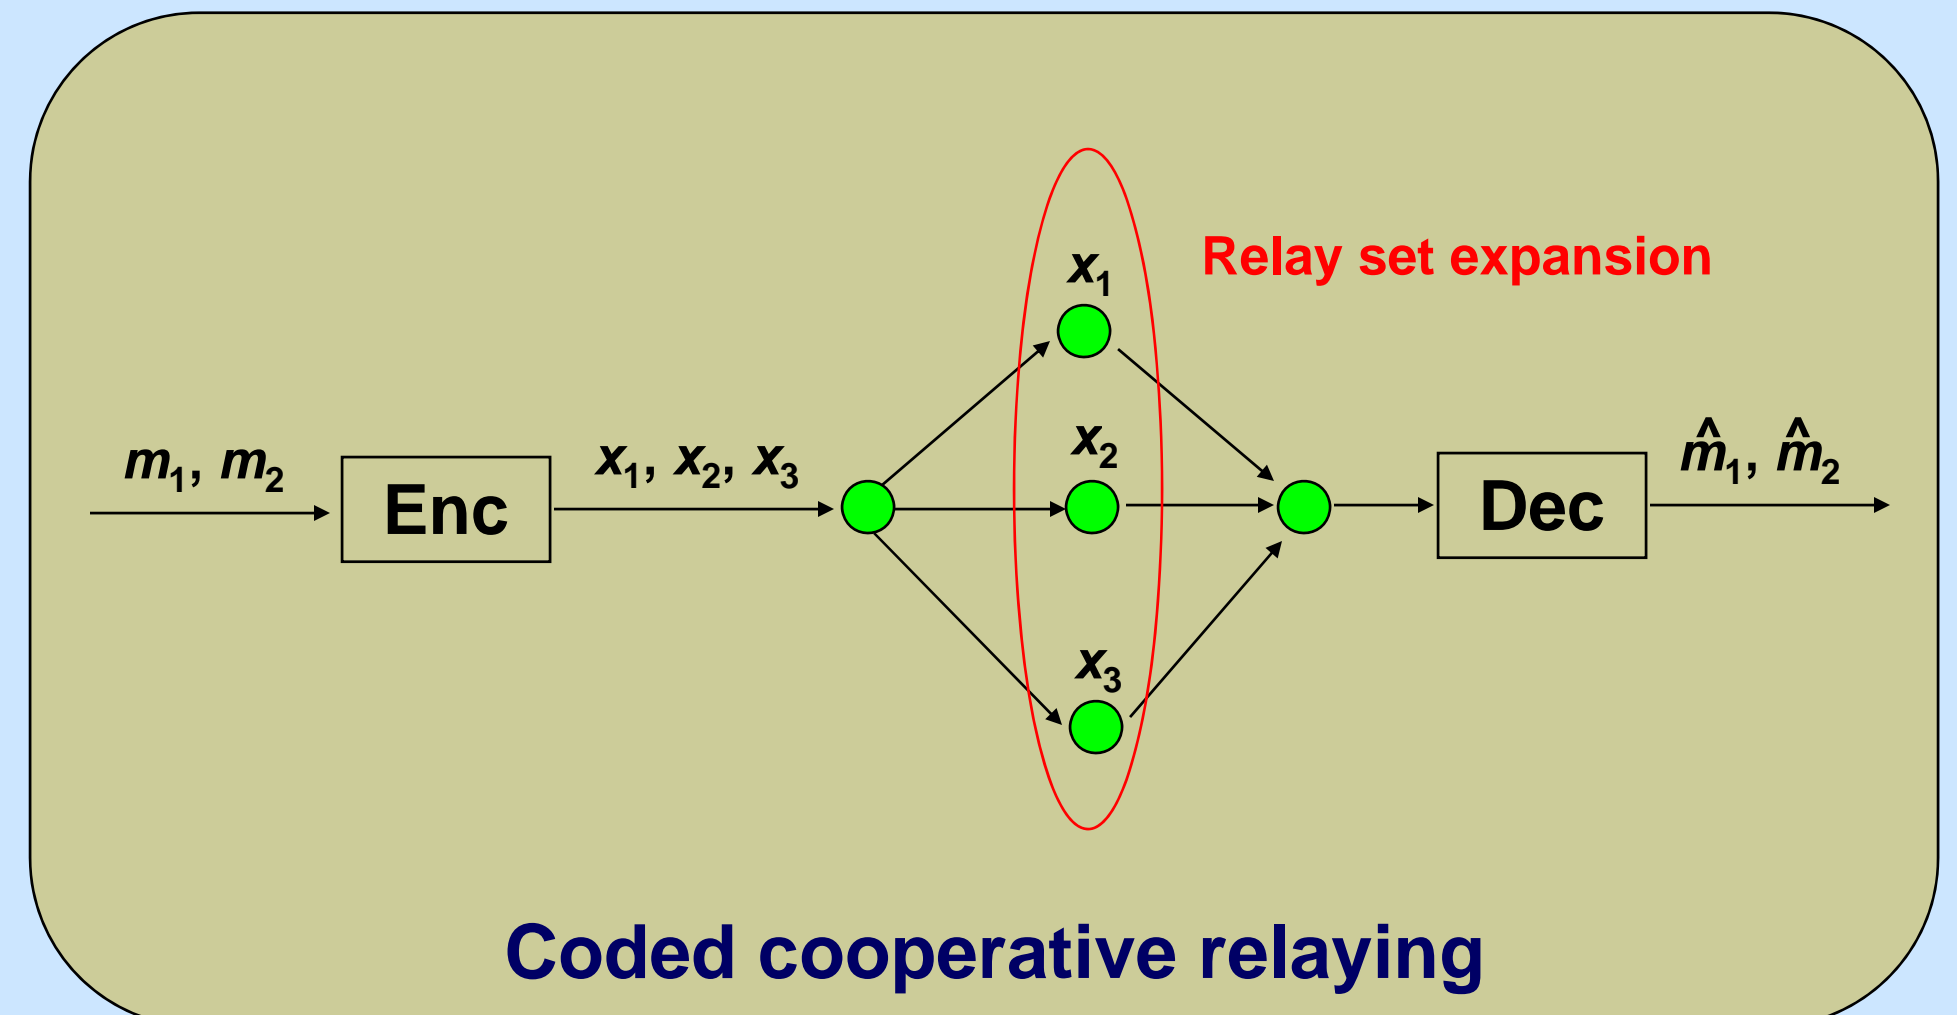 x₁
Relay set expansion
m₁, m₂
Enc
x₁, x₂, x₃
x₂
Dec
m̂₁, m̂₂
x₃
Coded cooperative relaying